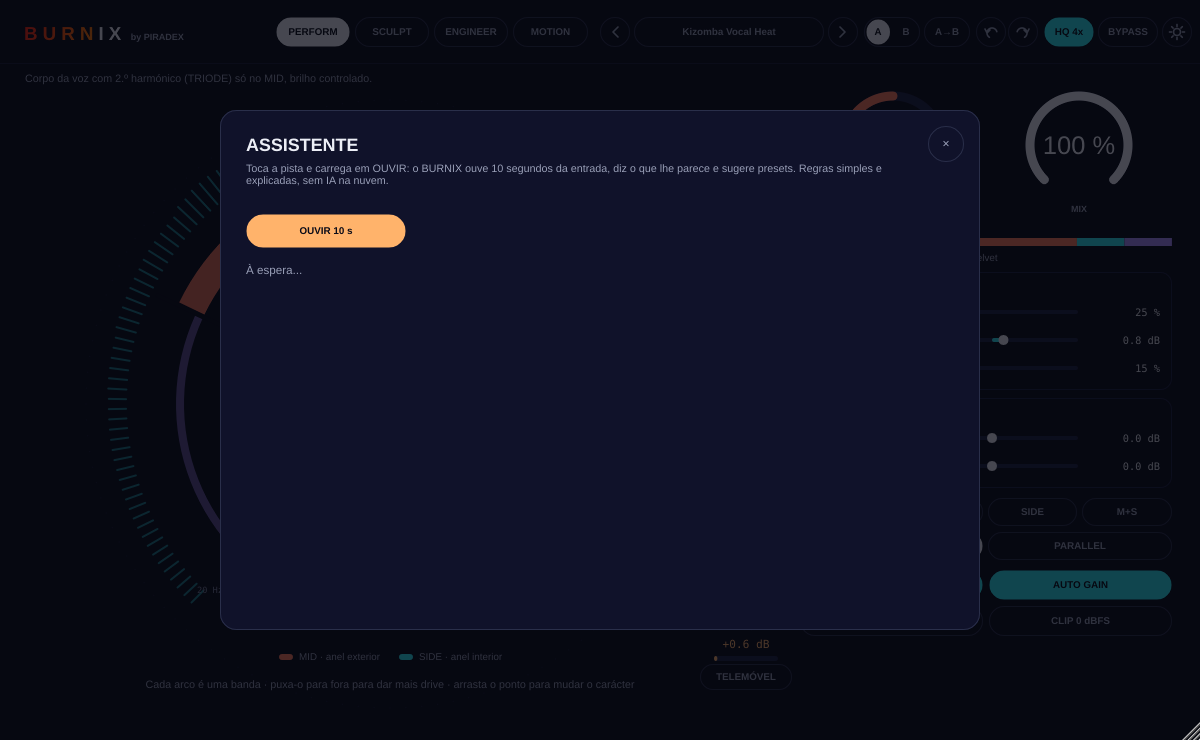 BURNIX by PIRADEX
PERFORM SCULPT ENGINEER MOTION Kizomba Vocal Heat A B A→B HQ 4x BYPASS
Corpo da voz com 2.º harmónico (TRIODE) só no MID, brilho controlado.
ASSISTENTE
×
Toca a pista e carrega em OUVIR: o BURNIX ouve 10 segundos da entrada, diz o que lhe parece e sugere presets. Regras simples e
explicadas, sem IA na nuvem.
OUVIR 10 s
À espera...
100 %
MIX
25 %
0.8 dB
15 %
0.0 dB
0.0 dB
SIDE M+S
PARALLEL
AUTO GAIN
CLIP 0 dBFS
20
+0.6 dB
MID · anel exterior SIDE · anel interior
TELEMÓVEL
Cada arco é uma banda · puxa-o para fora para dar mais drive · arrasta o ponto para mudar o carácter